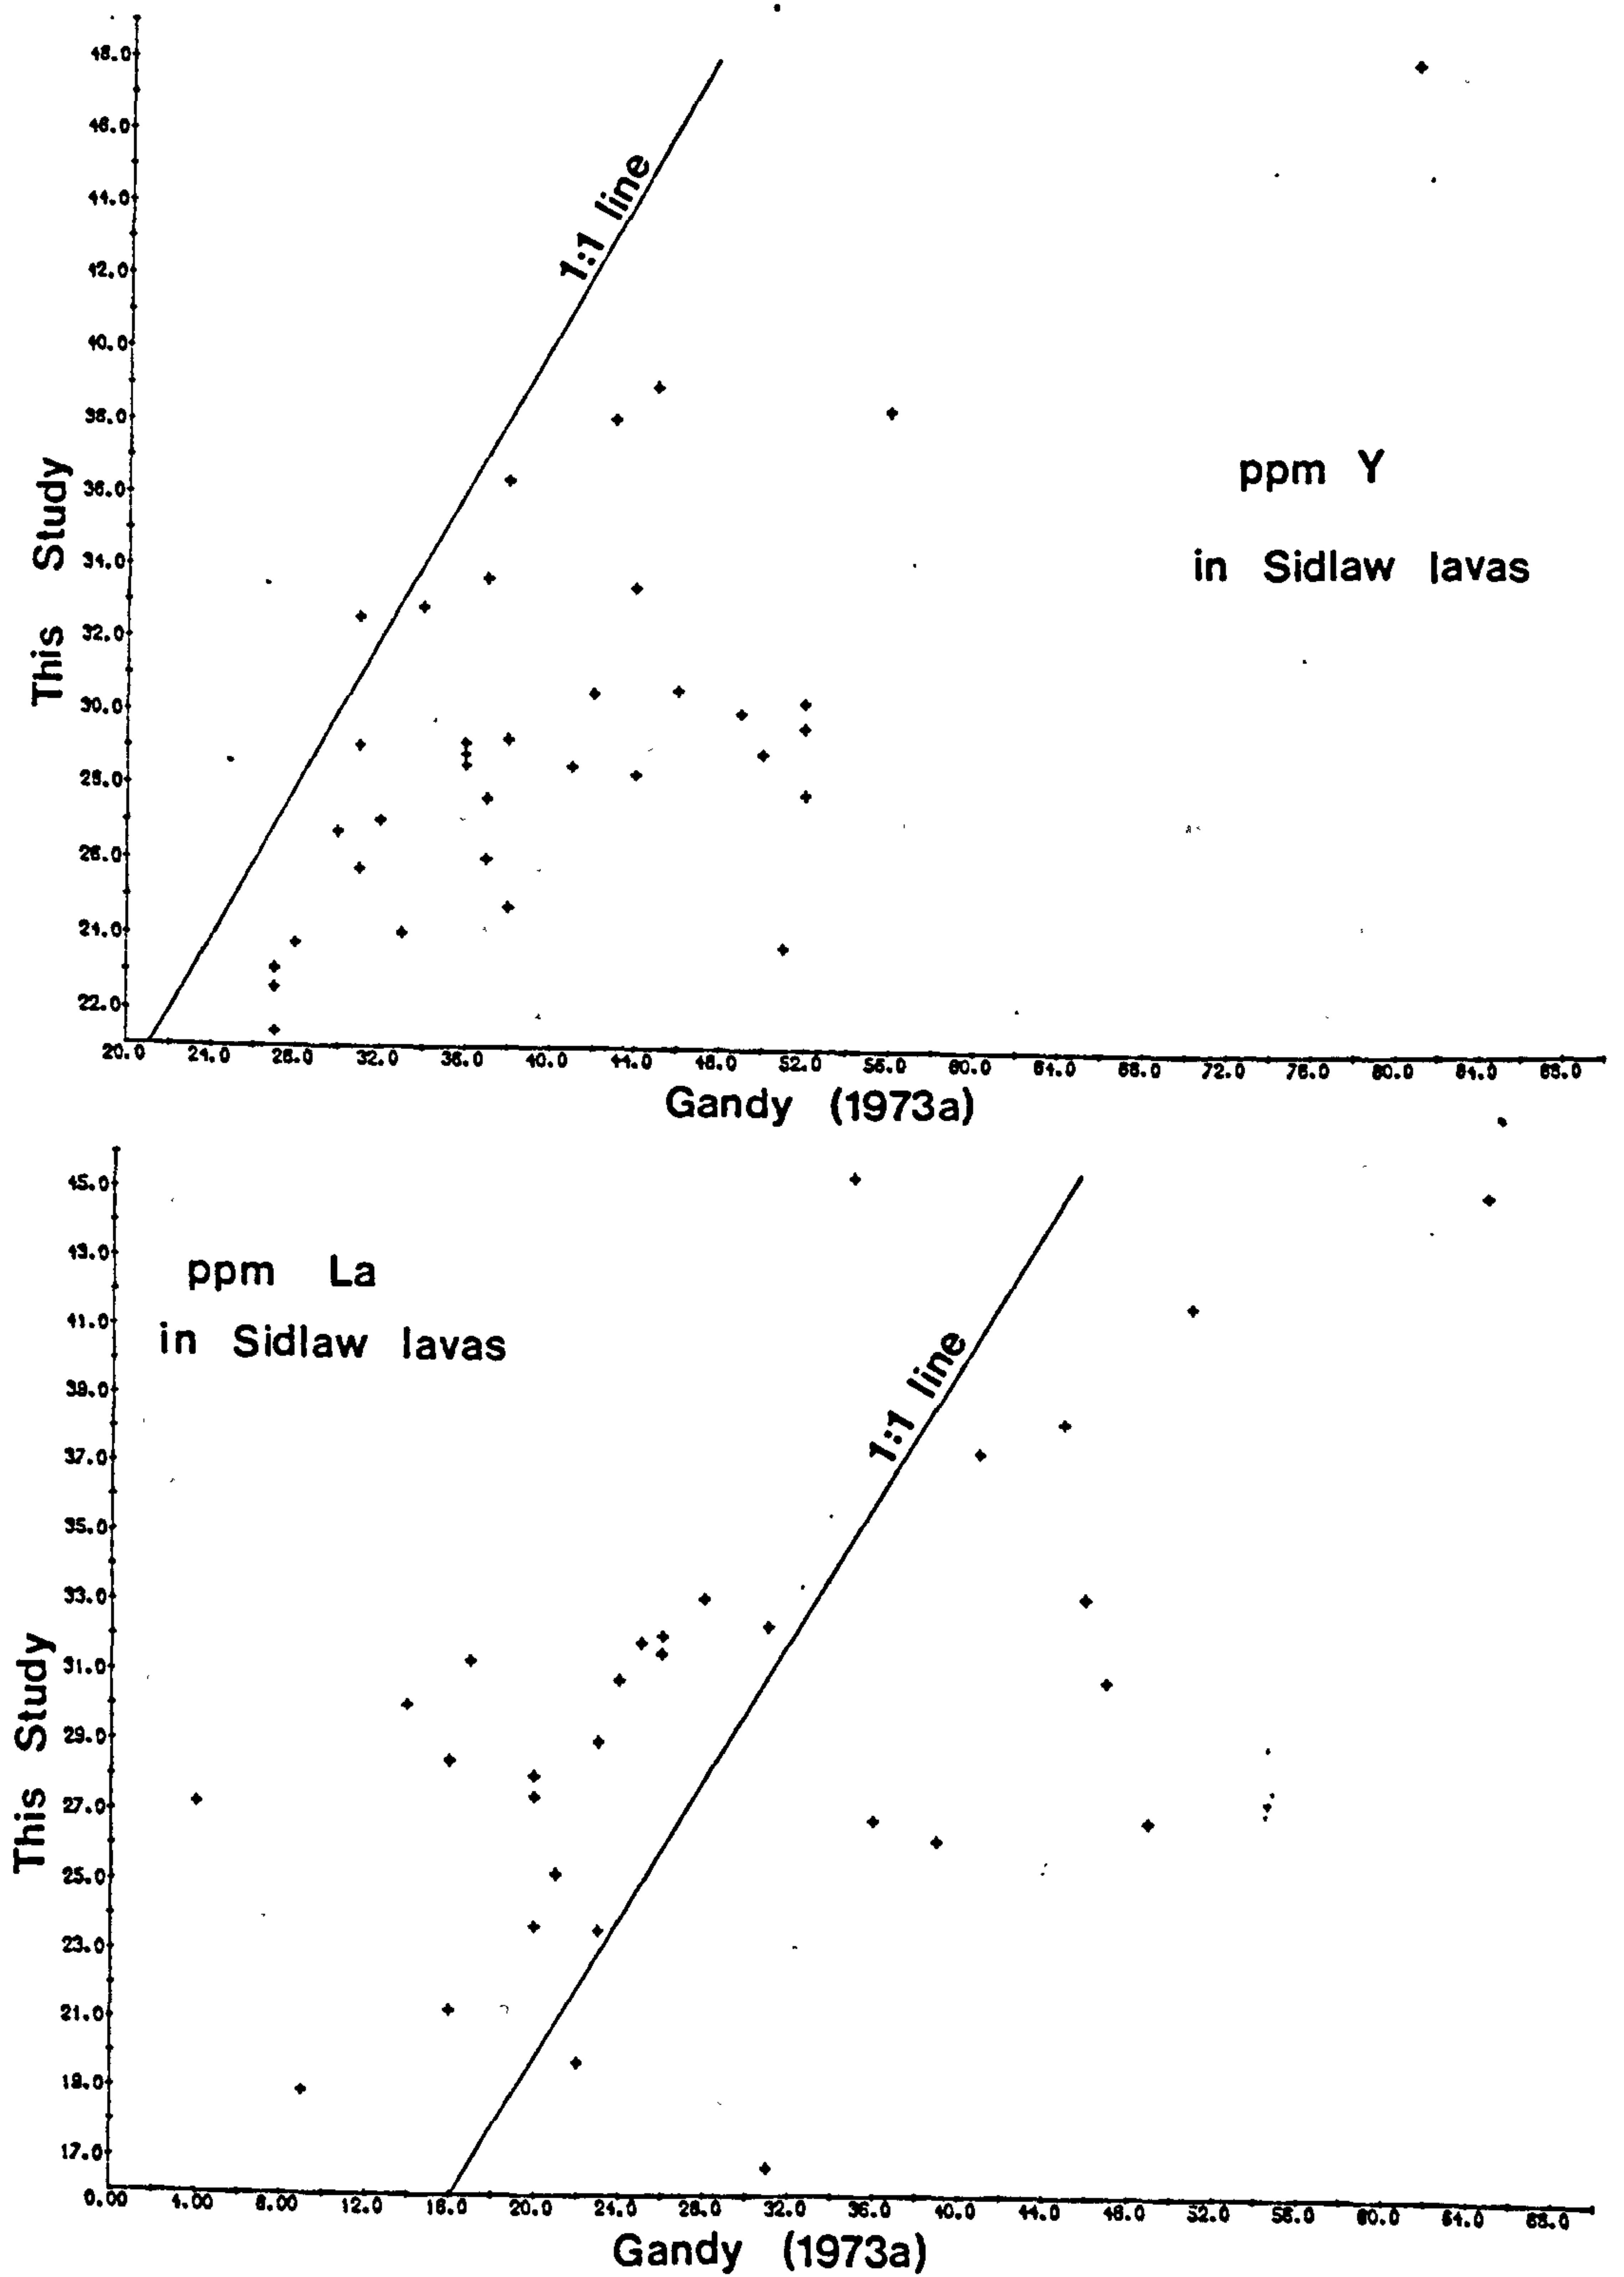 48.0
46.0
44.0
42.0
40.0
38.0
36.0
34.0
32.0
30.0
28.0
26.0
24.0
22.0
This Study
1:1 line
ppm Y
in Sidlaw lavas
20.0 24.0 28.0 32.0 36.0 40.0 44.0 48.0 52.0 56.0 60.0 64.0 68.0 72.0 76.0 80.0 84.0 88.0
Gandy (1973a)
45.0
43.0
41.0
39.0
37.0
35.0
33.0
31.0
29.0
27.0
25.0
23.0
21.0
19.0
17.0
This Study
ppm La
in Sidlaw lavas
1:1 line
0.00 4.00 8.00 12.0 16.0 20.0 24.0 28.0 32.0 36.0 40.0 44.0 48.0 52.0 56.0 60.0 64.0 68.0
Gandy (1973a)